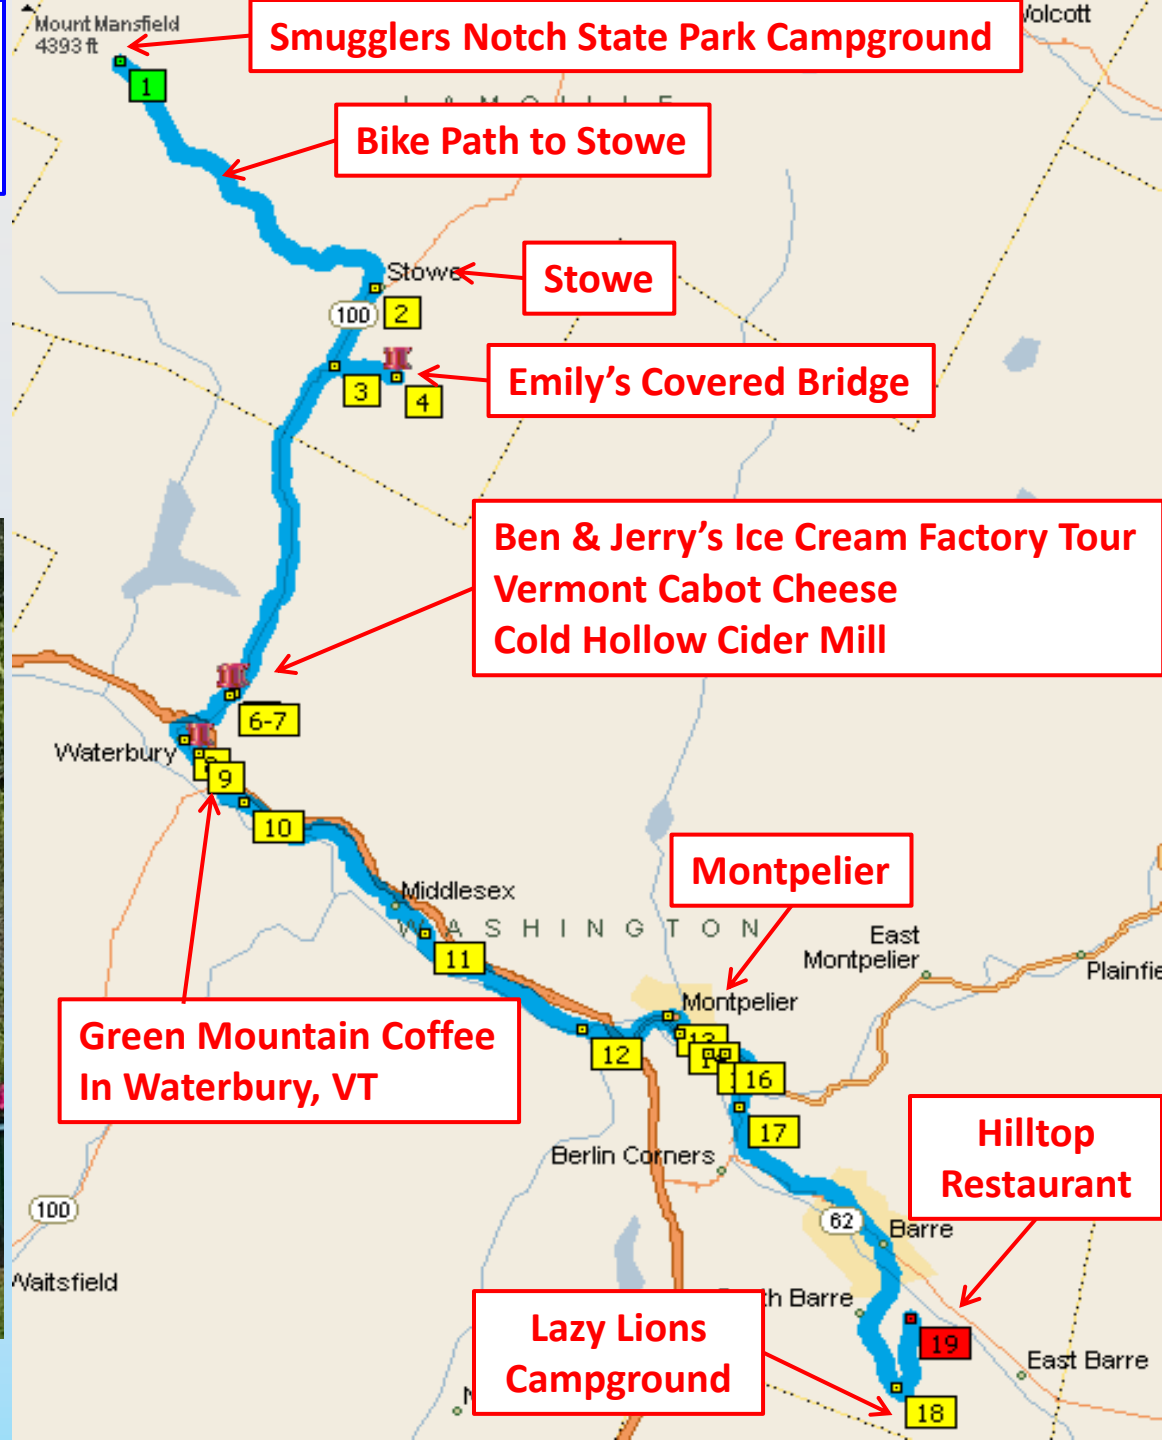 Mount Mansfield
4393 ft
Smugglers Notch State Park Campground
1
Bike Path to Stowe
Stowe
Stowe
100
2
Emily’s Covered Bridge
3
4
Ben & Jerry’s Ice Cream Factory Tour
Vermont Cabot Cheese
Cold Hollow Cider Mill
6-7
Waterbury
9
10
Montpelier
Middlesex
WASHINGTON
East
Montpelier
11
Montpelier
Green Mountain Coffee
In Waterbury, VT
12
13
16
17
Berlin Corners
Hilltop
Restaurant
100
62
Barre
Waitsfield
Barre
Lazy Lions
Campground
19
East Barre
18